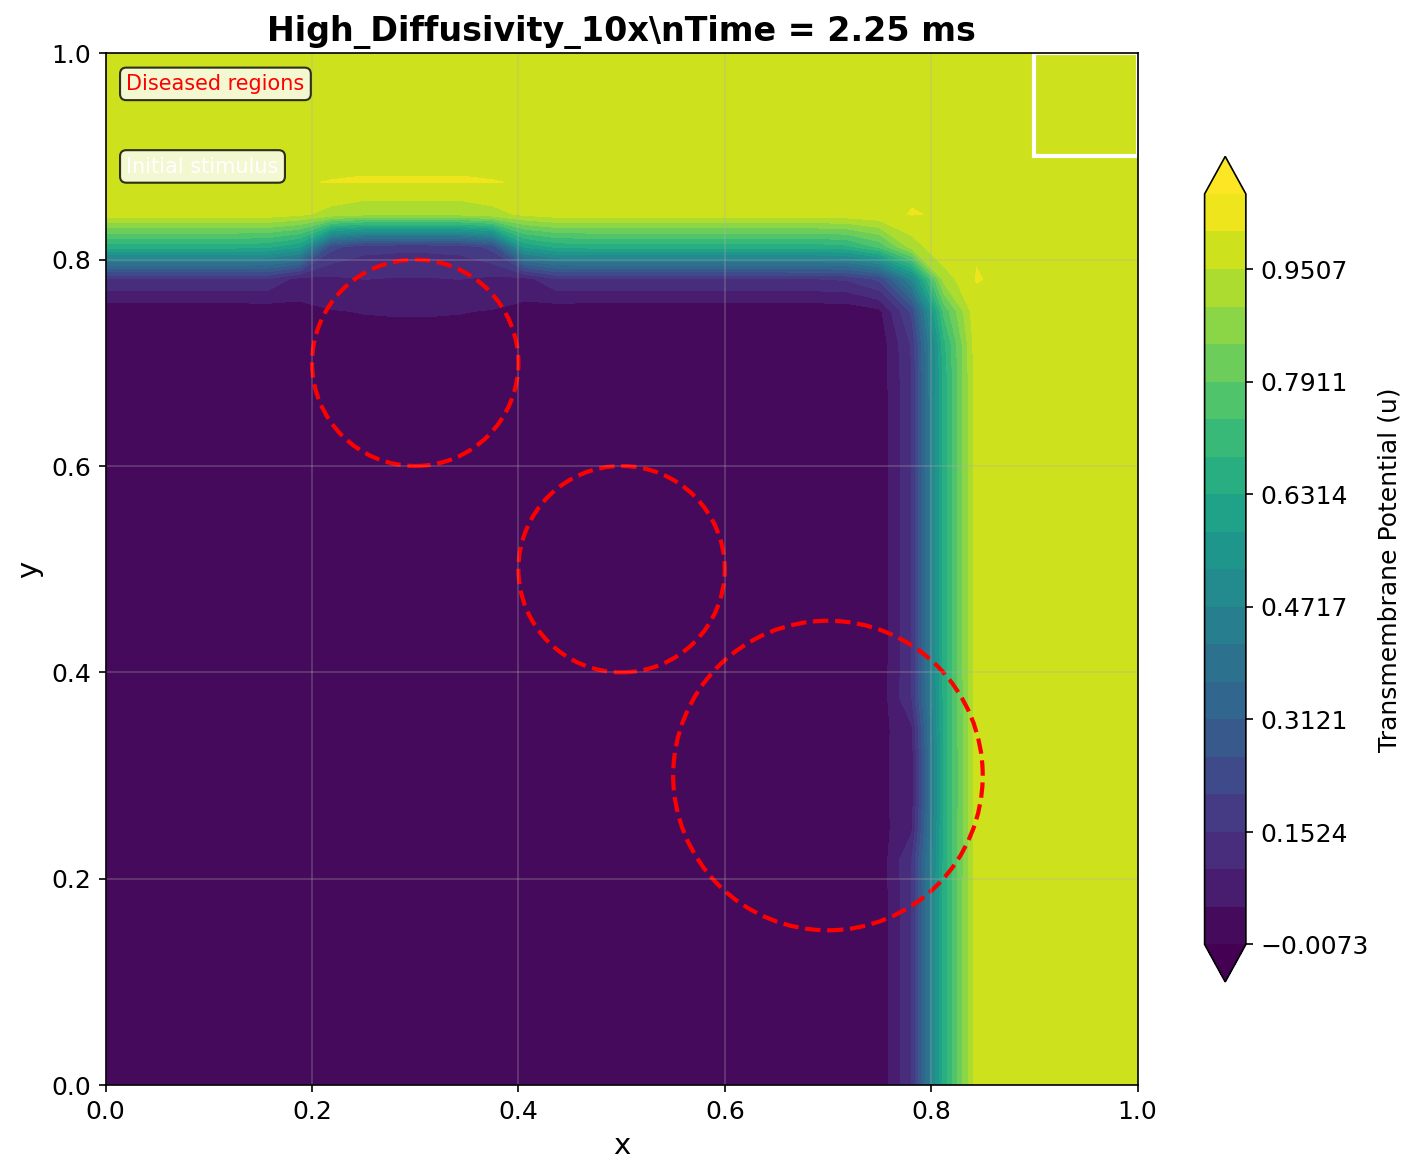 High_Diffusivity_10x\nTime = 2.25 ms
Diseased regions
Initial stimulus
1.0
0.8
0.6
0.4
0.2
0.0
y
0.0 0.2 0.4 0.6 0.8 1.0
x
0.9507
0.7911
0.6314
0.4717
0.3121
0.1524
−0.0073
Transmembrane Potential (u)